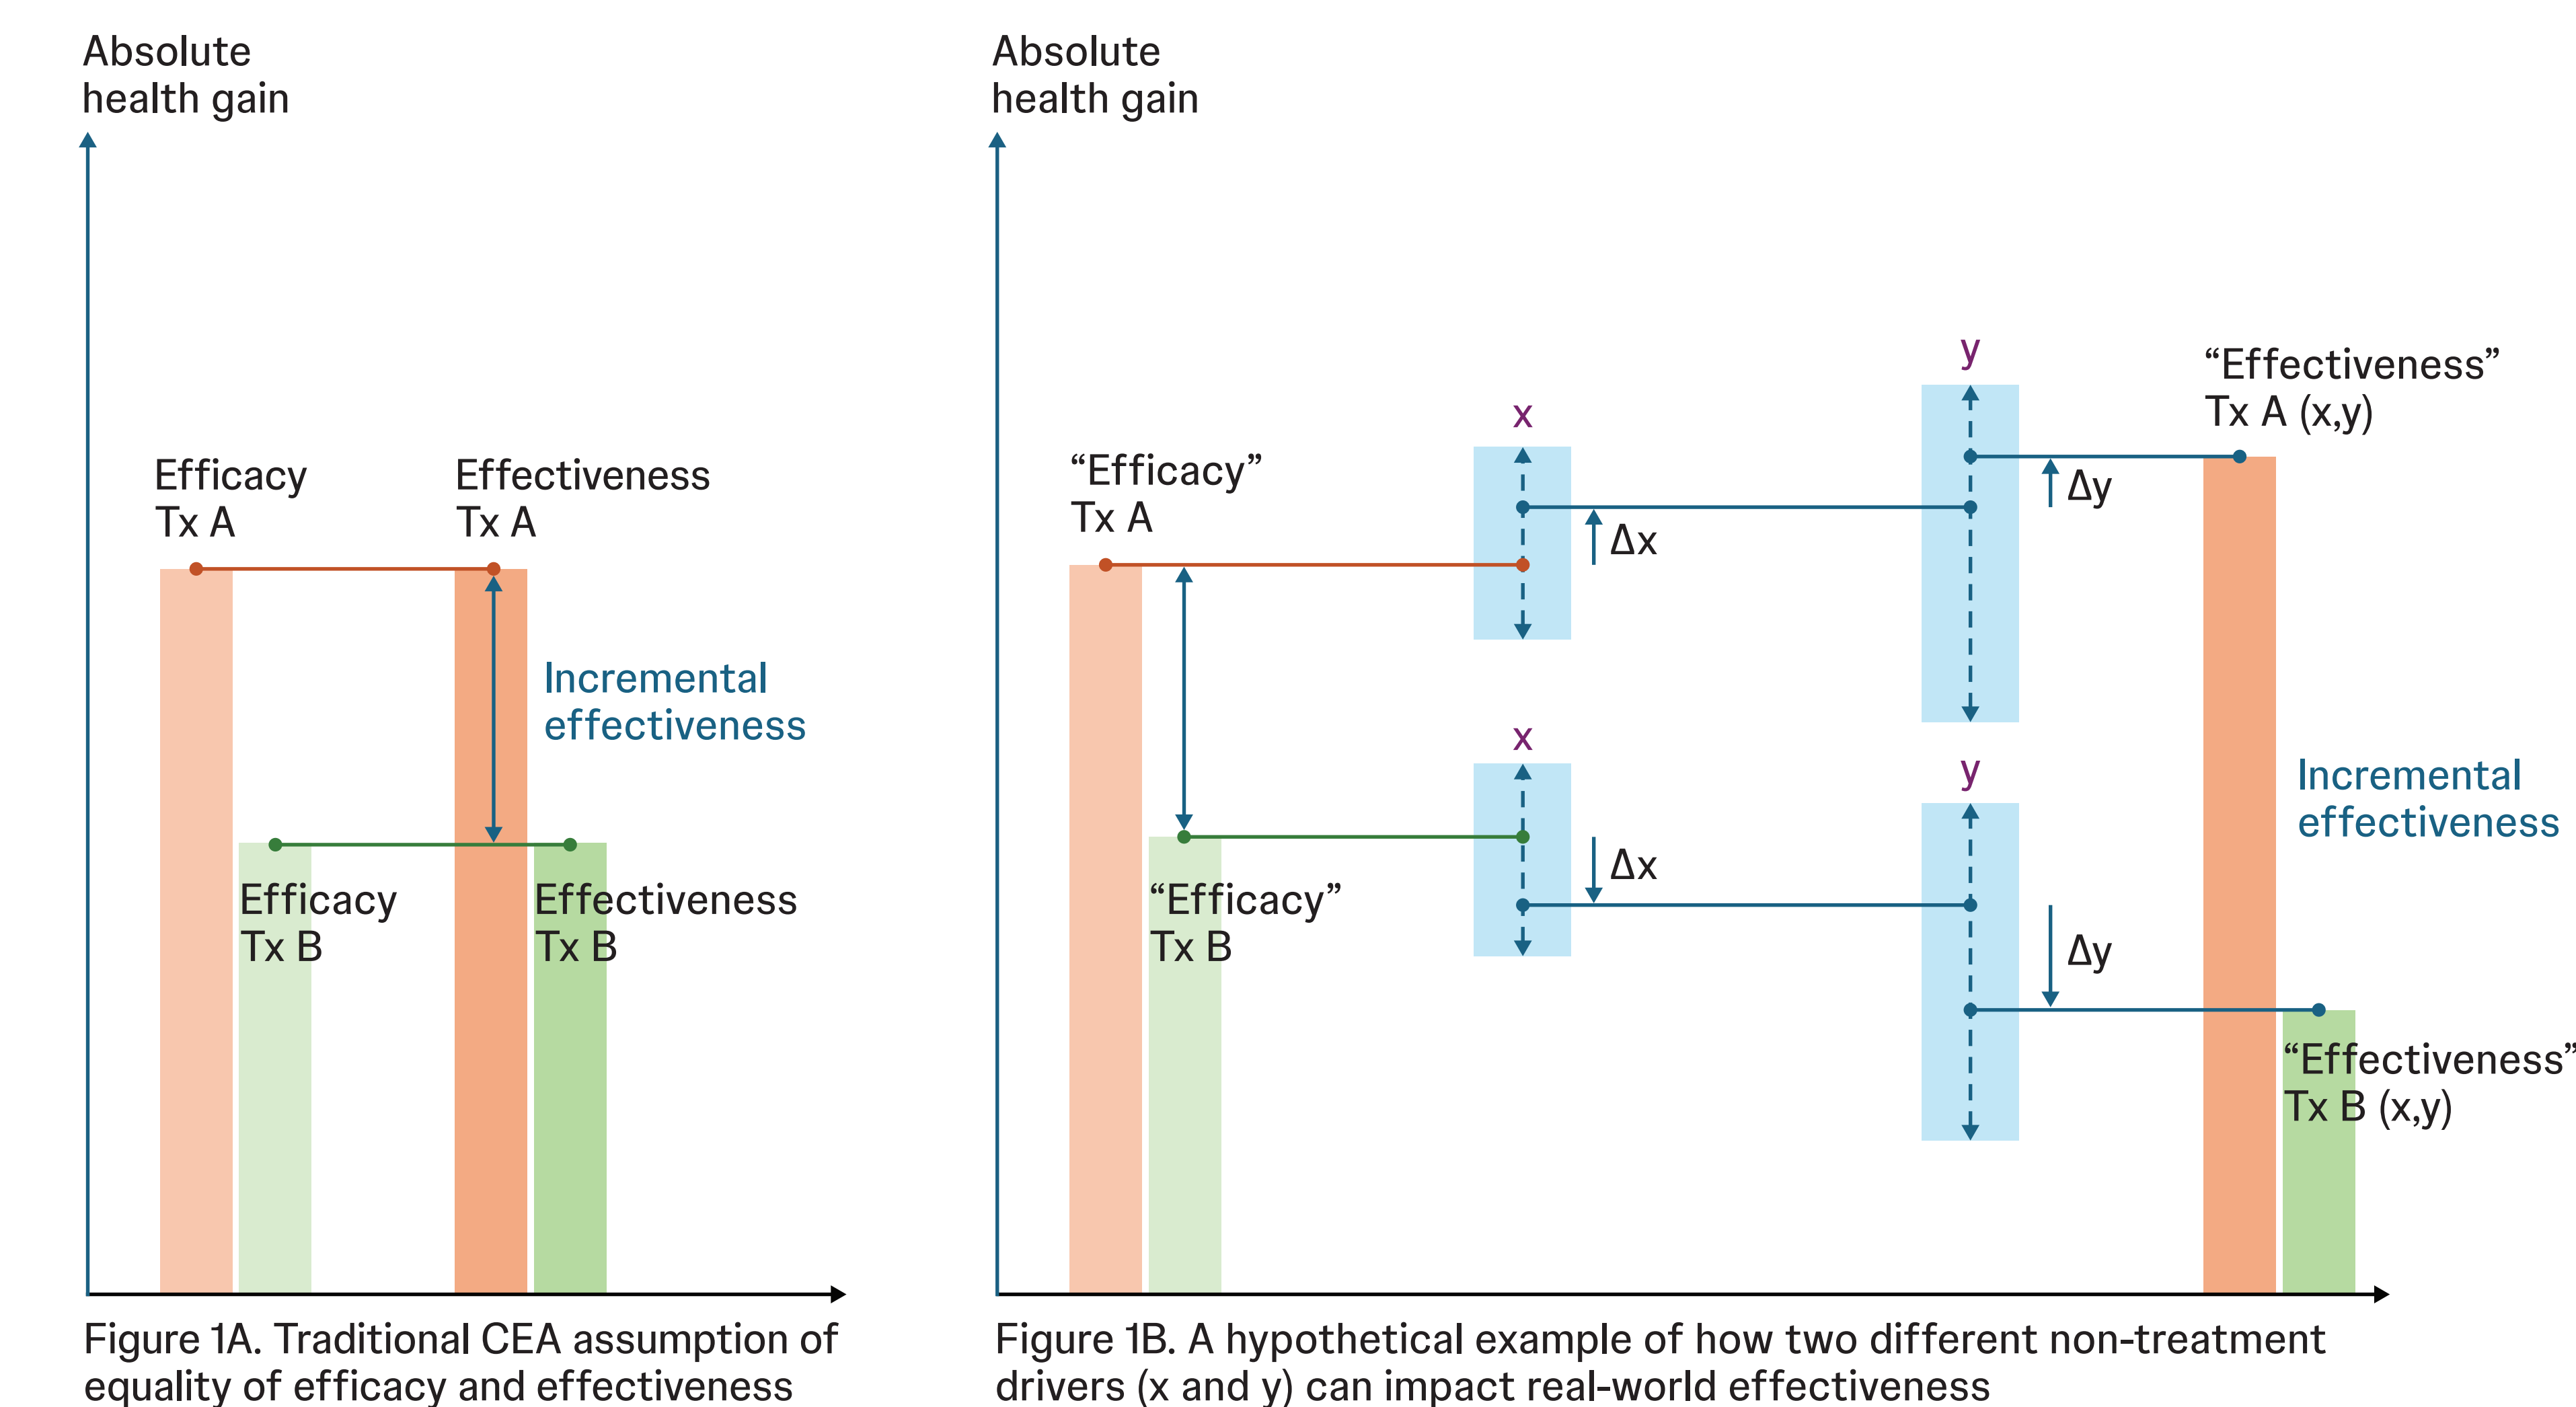 Absolute
health gain
Efficacy
Tx A
Effectiveness
Tx A
Incremental
effectiveness
Efficacy
Tx B
Effectiveness
Tx B
Figure 1A. Traditional CEA assumption of
equality of efficacy and effectiveness
Absolute
health gain
“Efficacy”
Tx A
x
Δx
y
Δy
“Effectiveness”
Tx A (x,y)
“Efficacy”
Tx B
x
Δx
y
Δy
Incremental
effectiveness
“Effectiveness”
Tx B (x,y)
Figure 1B. A hypothetical example of how two different non-treatment
drivers (x and y) can impact real-world effectiveness